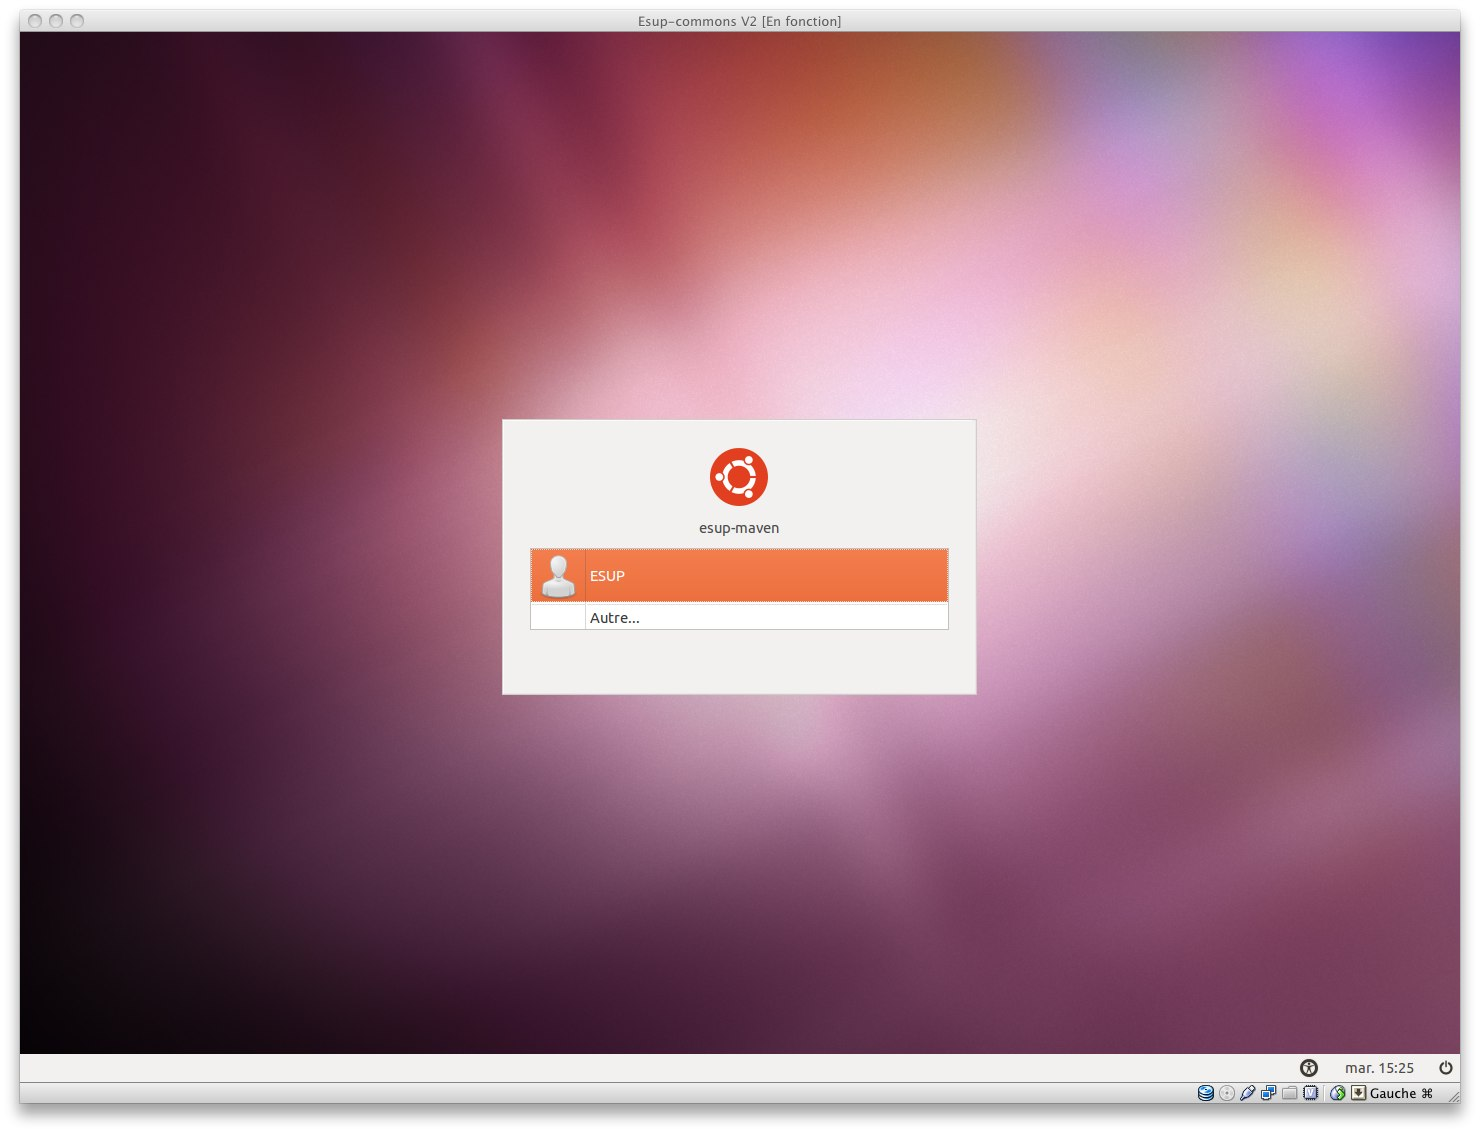 Esup-commons V2 [En fonction]
esup-maven
ESUP
Autre...
mar. 15:25
Gauche ⌘